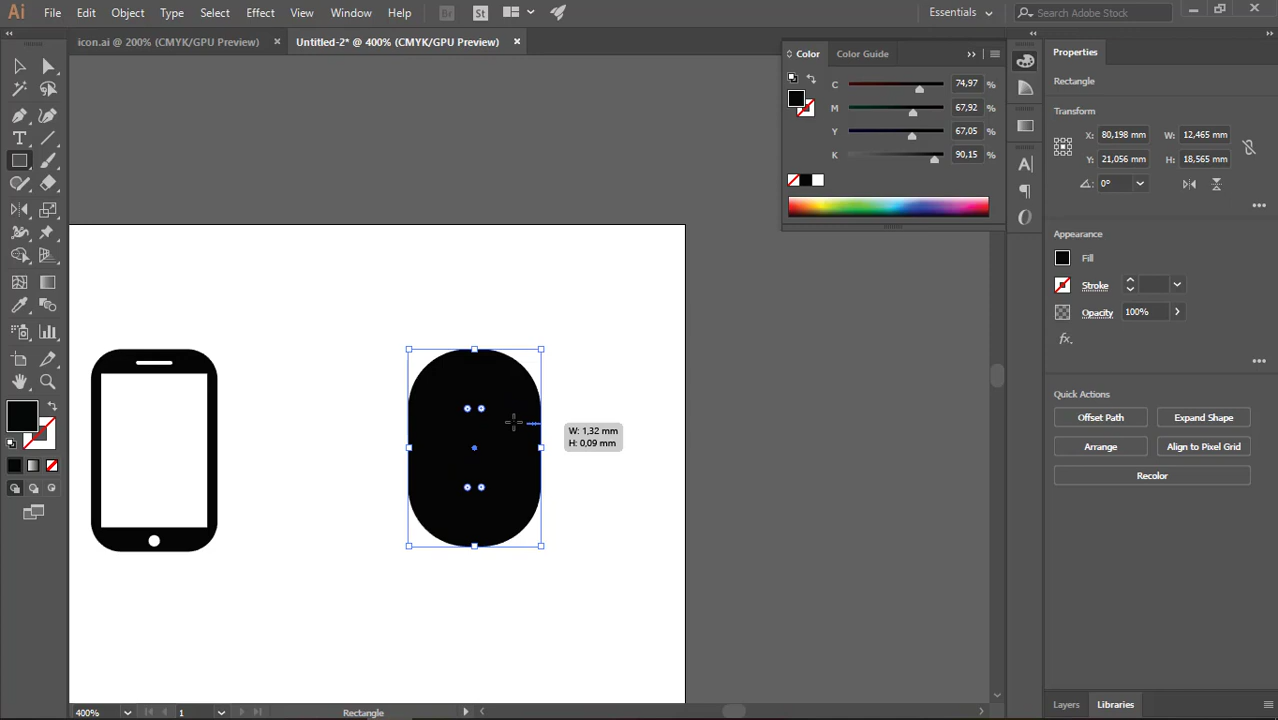 Ai File Edit Object Type Select Effect View Window Help Br St Essentials Search Adobe Stock
icon.ai @ 200% (CMYK/GPU Preview) × Untitled-2* @ 400% (CMYK/GPU Preview) ×
Color Color Guide
C 74,97 %
M 67,92 %
Y 67,05 %
K 90,15 %
Properties
Rectangle
Transform
X: 80,198 mm W: 12,465 mm
Y: 21,056 mm H: 18,565 mm
0°
Appearance
Fill
Stroke
Opacity 100%
fx.
Quick Actions
Offset Path Expand Shape
Arrange Align to Pixel Grid
Recolor
W: 1,32 mm
H: 0,09 mm
400% 1 Rectangle
Layers Libraries